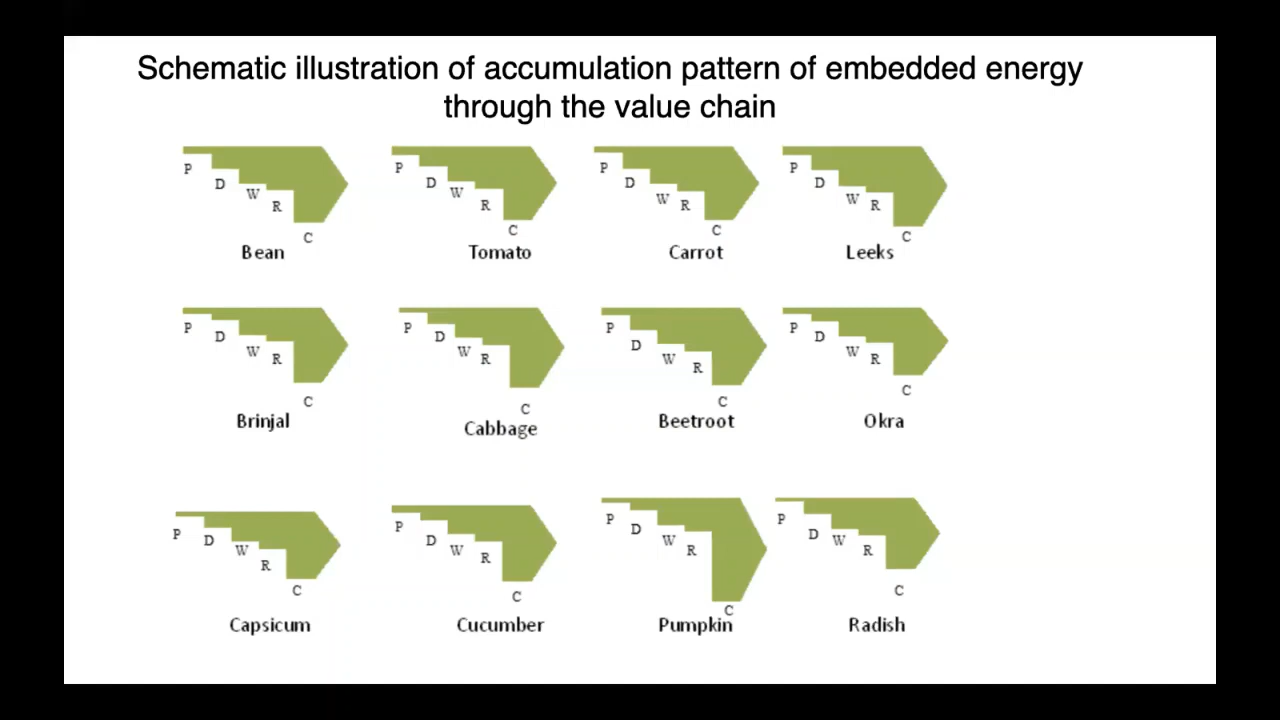 Schematic illustration of accumulation pattern of embedded energy
through the value chain
P
D
W
R
C
Bean
P
D
W
R
C
Tomato
P
D
W
R
C
Carrot
P
D
W
R
C
Leeks
P
D
W
R
C
Brinjal
P
D
W
R
C
Cabbage
P
D
W
R
C
Beetroot
P
D
W
R
C
Okra
P
D
W
R
C
Capsicum
P
D
W
R
C
Cucumber
P
D
W
R
C
Pumpkin
P
D
W
R
C
Radish